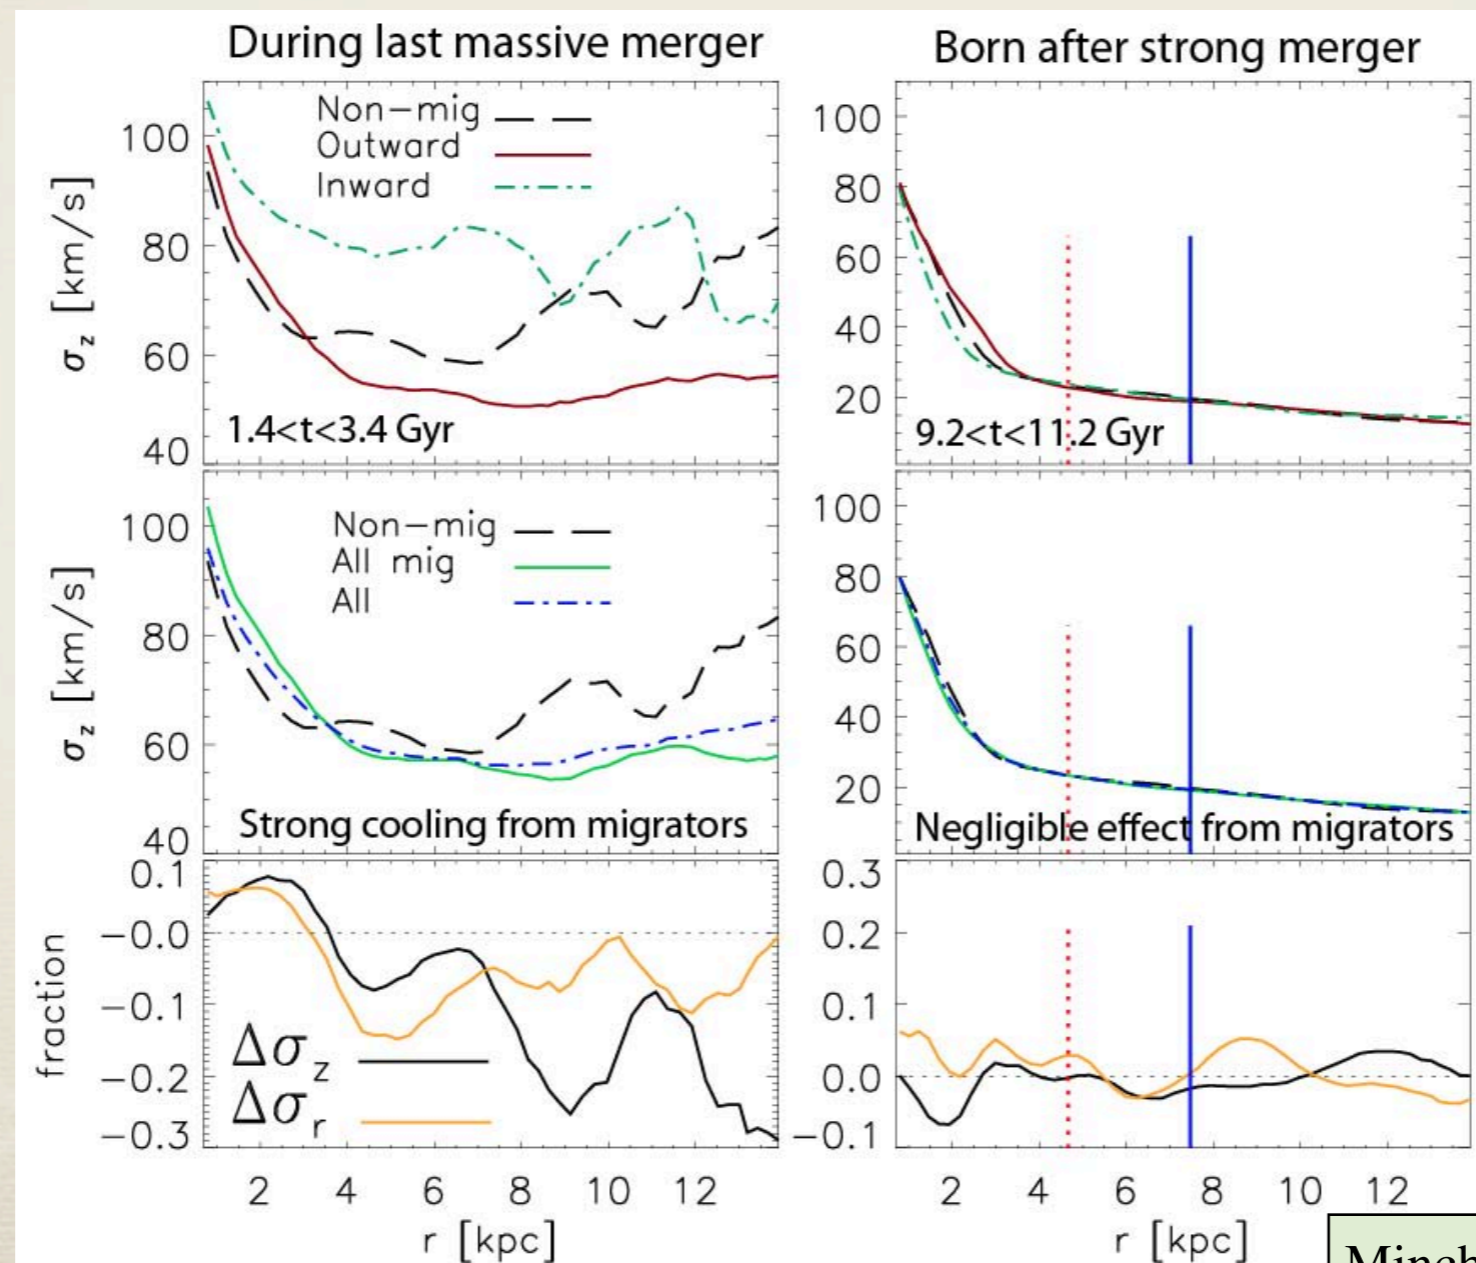 During last massive merger
Born after strong merger
Non-mig
Outward
Inward
100
80
60
40
σz [km/s]
1.4<t<3.4 Gyr
100
80
60
40
20
9.2<t<11.2 Gyr
Non-mig
All mig
All
100
80
60
40
σz [km/s]
Strong cooling from migrators
100
80
60
40
20
Negligible effect from migrators
0.1
-0.0
-0.1
-0.2
-0.3
fraction
Δσz
Δσr
0.3
0.2
0.1
0.0
-0.1
2 4 6 8 10 12
r [kpc]
2 4 6 8 10 12
r [kpc]